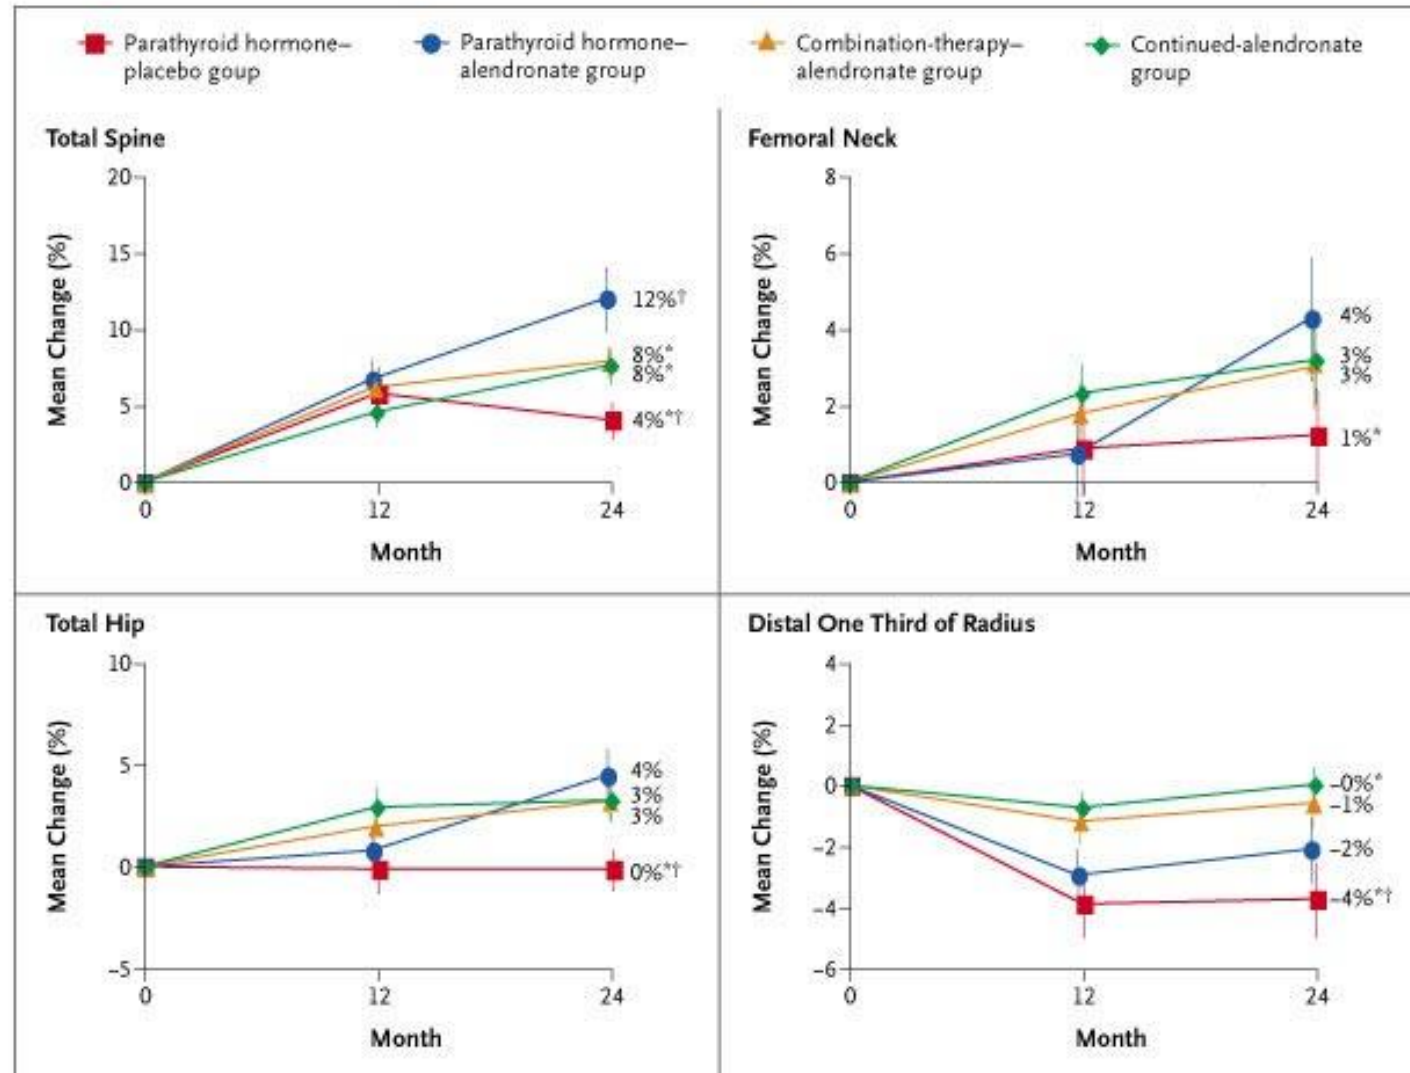 Parathyroid hormone–
placebo goup
Parathyroid hormone–
alendronate group
Combination-therapy–
alendronate group
Continued-alendronate
group
Total Spine
Mean Change (%)
20
15
10
5
0
12%†
8%*
8%*
4%*†
0
12
24
Month
Femoral Neck
Mean Change (%)
8
6
4
2
0
4%
3%
3%
1%*
0
12
24
Month
Total Hip
Mean Change (%)
10
5
0
–5
4%
3%
3%
0%*†
0
12
24
Month
Distal One Third of Radius
Mean Change (%)
4
2
0
–2
–4
–6
–0%*
–1%
–2%
–4%*†
0
12
24
Month